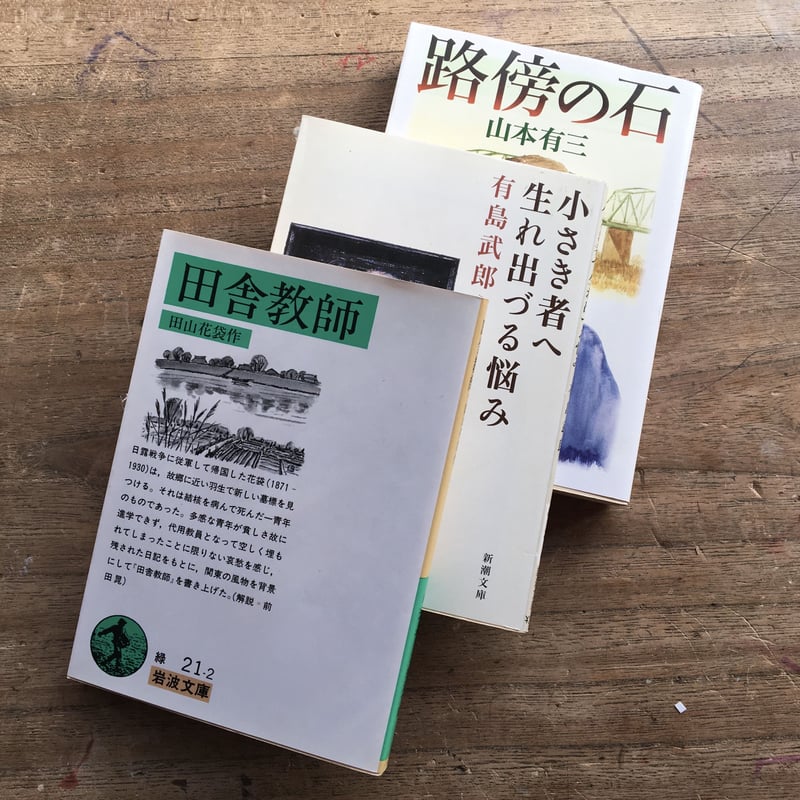 路傍の石
山本有三
小さき者へ
生れ出づる悩み
有島武郎
新潮文庫
田舎教師
田山花袋作
日露戦争に従軍して帰国した花袋(1871-
1930)は，故郷に近い羽生で新しい墓標を見
つける。それは結核を病んで死んだ一青年
のものであった。多感な青年が貧しさ故に
進学できず，代用教員となって空しく埋も
れてしまったことに限りない哀愁を感じ，
残された日記をもとに，関東の風物を背景
にして『田舎教師』を書き上げた。(解説＝前
田晁)
緑 21-2
岩波文庫